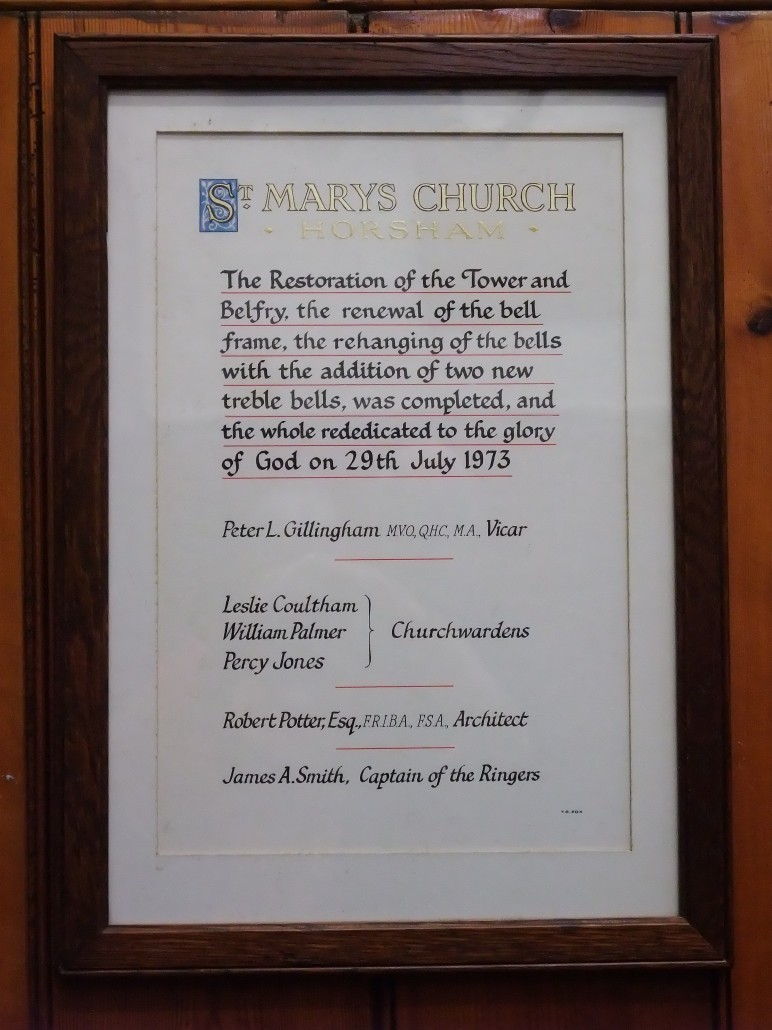 ST MARYS CHURCH
· HORSHAM ·
The Restoration of the Tower and
Belfry, the renewal of the bell
frame, the rehanging of the bells
with the addition of two new
treble bells, was completed, and
the whole rededicated to the glory
of God on 29th July 1973
Peter L. Gillingham M.V.O., Q.H.C., M.A., Vicar
Leslie Coultham
William Palmer } Churchwardens
Percy Jones
Robert Potter, Esq., F.R.I.B.A., F.S.A., Architect
James A. Smith, Captain of the Ringers